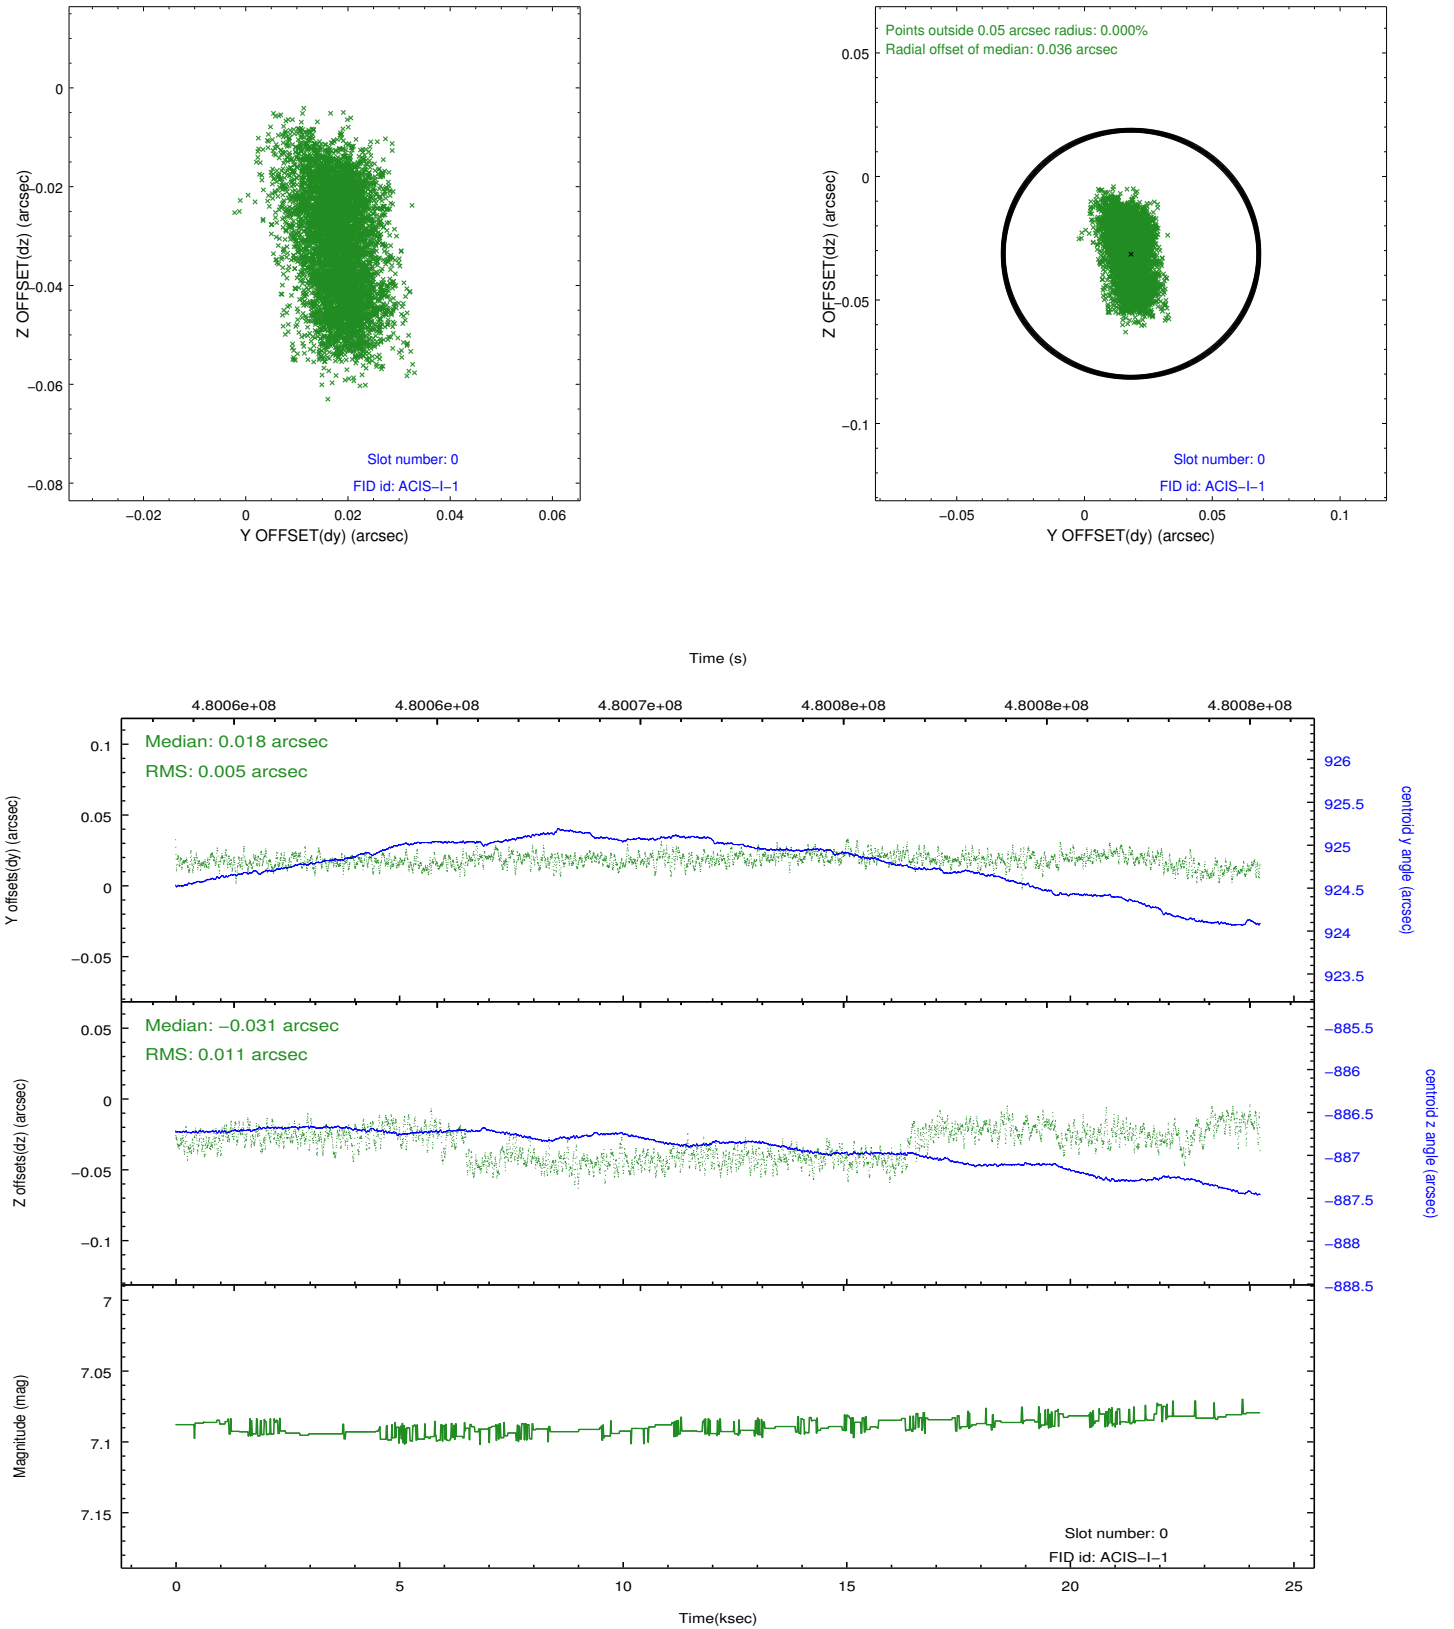 0
−0.02
−0.04
−0.06
−0.08
Z OFFSET(dz) (arcsec)
Slot number: 0
FID id: ACIS−I−1
−0.02
0
0.02
0.04
0.06
Y OFFSET(dy) (arcsec)
Points outside 0.05 arcsec radius: 0.000%
Radial offset of median: 0.036 arcsec
0.05
0
−0.05
−0.1
Z OFFSET(dz) (arcsec)
Slot number: 0
FID id: ACIS−I−1
−0.05
0
0.05
0.1
Y OFFSET(dy) (arcsec)
Time (s)
4.8006e+08
4.8006e+08
4.8007e+08
4.8008e+08
4.8008e+08
4.8008e+08
Median: 0.018 arcsec
RMS: 0.005 arcsec
0.1
0.05
0
−0.05
Y offsets(dy) (arcsec)
926
925.5
925
924.5
924
923.5
centroid y angle (arcsec)
Median: −0.031 arcsec
RMS: 0.011 arcsec
0.05
0
−0.05
−0.1
Z offsets(dz) (arcsec)
−885.5
−886
−886.5
−887
−887.5
−888
−888.5
centroid z angle (arcsec)
7
7.05
7.1
7.15
Magnitude (mag)
Slot number: 0
FID id: ACIS−I−1
0
5
10
15
20
25
Time(ksec)